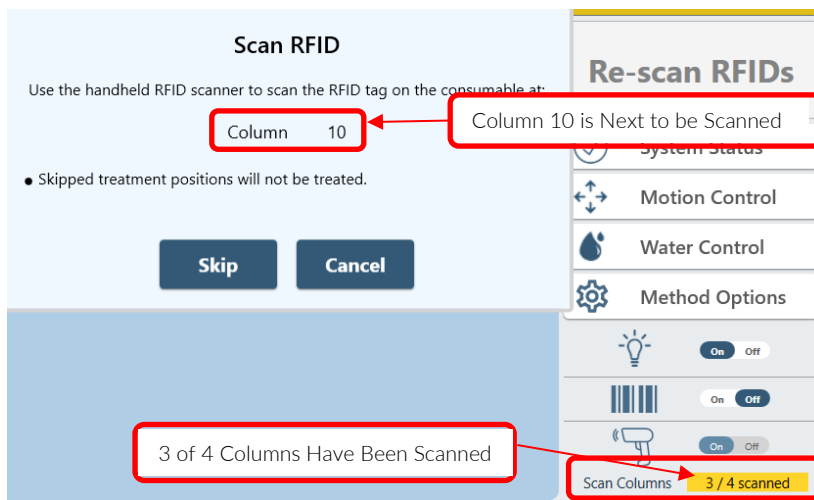 Scan RFID
Use the handheld RFID scanner to scan the RFID tag on the consumable at:
Column 10
• Skipped treatment positions will not be treated.
Skip Cancel
Column 10 is Next to be Scanned
3 of 4 Columns Have Been Scanned
Re-scan RFIDs
System Status
Motion Control
Water Control
Method Options
On Off
On Off
On Off
Scan Columns 3 / 4 scanned